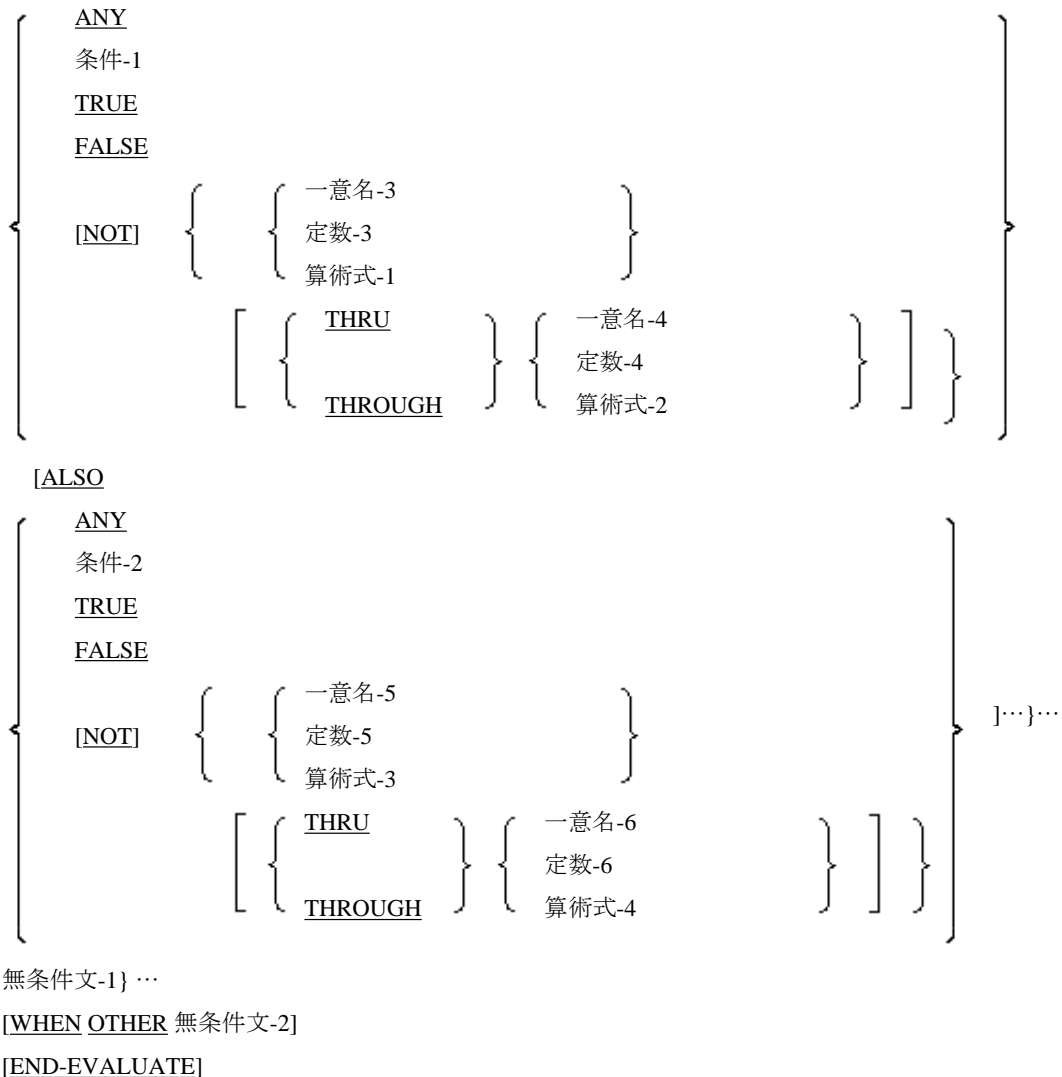 ANY
条件-1
TRUE
FALSE
一意名-3
[NOT] 定数-3
算術式-1
THRU 一意名-4
定数-4
THROUGH 算術式-2
[ALSO
ANY
条件-2
TRUE
FALSE
一意名-5
[NOT] 定数-5 ]…}…
算術式-3
THRU 一意名-6
定数-6
THROUGH 算術式-4
無条件文-1} …
[WHEN OTHER 無条件文-2]
[END-EVALUATE]